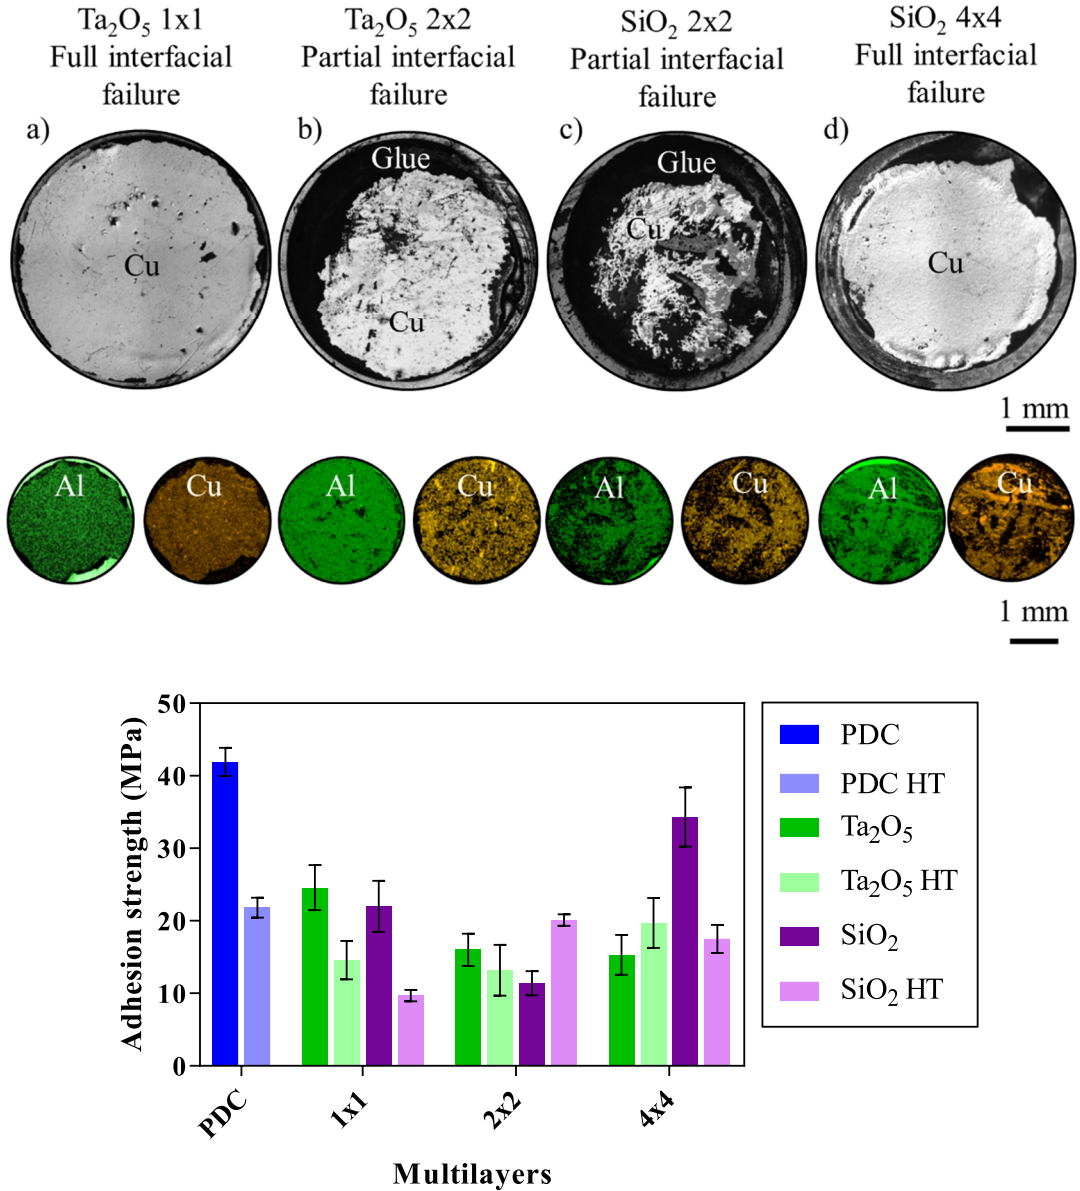 Ta₂O₅ 1x1
Full interfacial
failure
Ta₂O₅ 2x2
Partial interfacial
failure
SiO₂ 2x2
Partial interfacial
failure
SiO₂ 4x4
Full interfacial
failure
a)
b)
c)
d)
Cu
Glue
Cu
Glue
Cu
Cu
1 mm
Al
Cu
Al
Cu
Al
Cu
Al
Cu
1 mm
Adhesion strength (MPa)
50
40
30
20
10
0
PDC
1x1
2x2
4x4
Multilayers
PDC
PDC HT
Ta₂O₅
Ta₂O₅ HT
SiO₂
SiO₂ HT